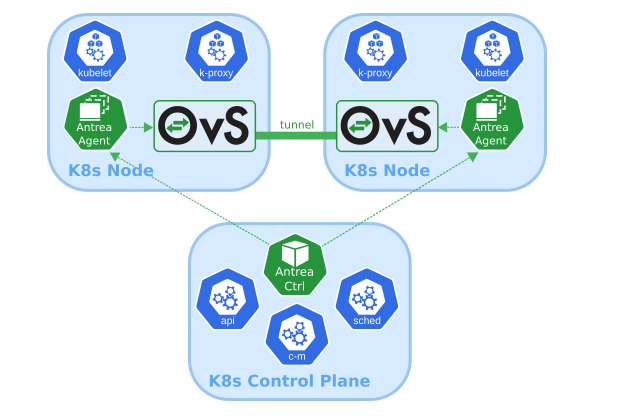 kubelet
k-proxy
Antrea
Agent
OvS
K8s Node
tunnel
k-proxy
kubelet
OvS
Antrea
Agent
K8s Node
Antrea
Ctrl
api
sched
c-m
K8s Control Plane